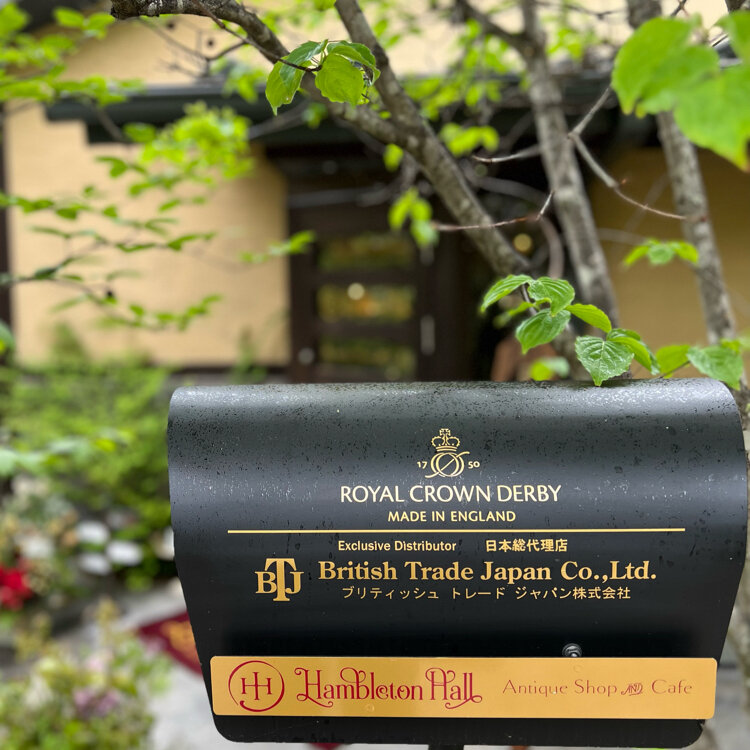 17 50
ROYAL CROWN DERBY
MADE IN ENGLAND
Exclusive Distributor 日本総代理店
BTJ British Trade Japan Co.,Ltd.
ブリティッシュ トレード ジャパン株式会社
HH Hambleton Hall Antique Shop AND Cafe